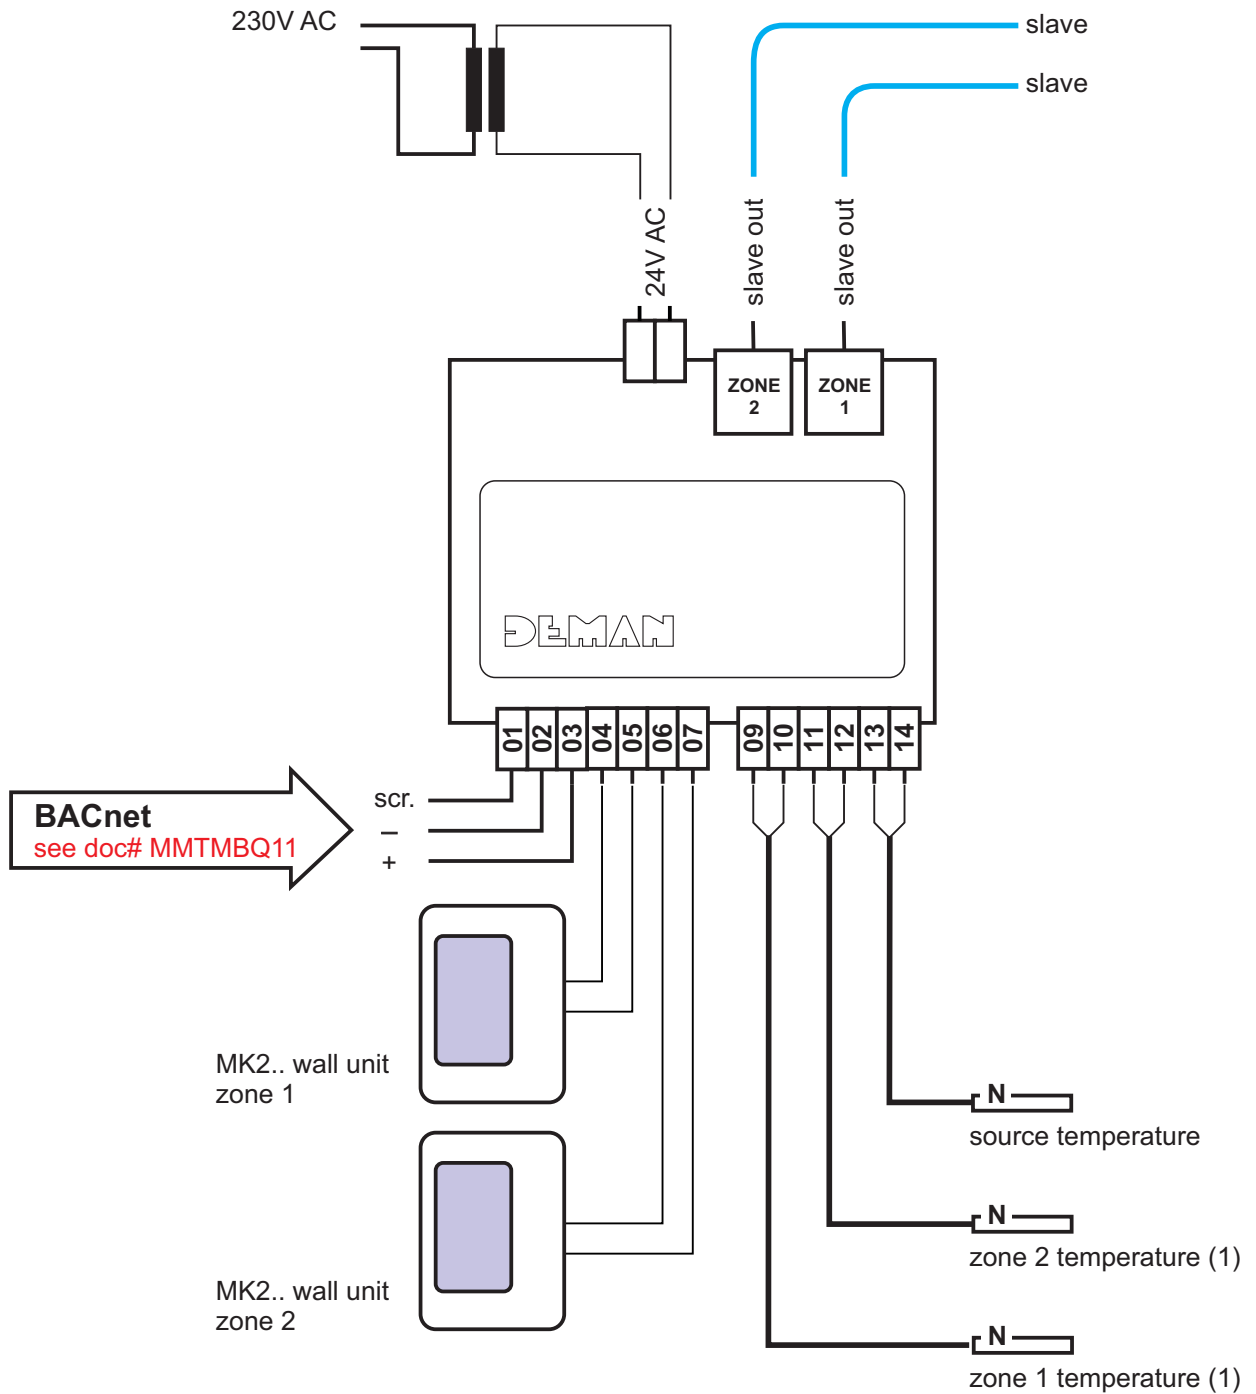 230V AC
slave
slave
24V AC
slave out
slave out
ZONE
2
ZONE
1
DEMAN
01
02
03
04
05
06
07
09
10
11
12
13
14
BACnet
see doc# MMTMBQ11
scr.
–
+
MK2.. wall unit
zone 1
MK2.. wall unit
zone 2
N
source temperature
N
zone 2 temperature (1)
N
zone 1 temperature (1)